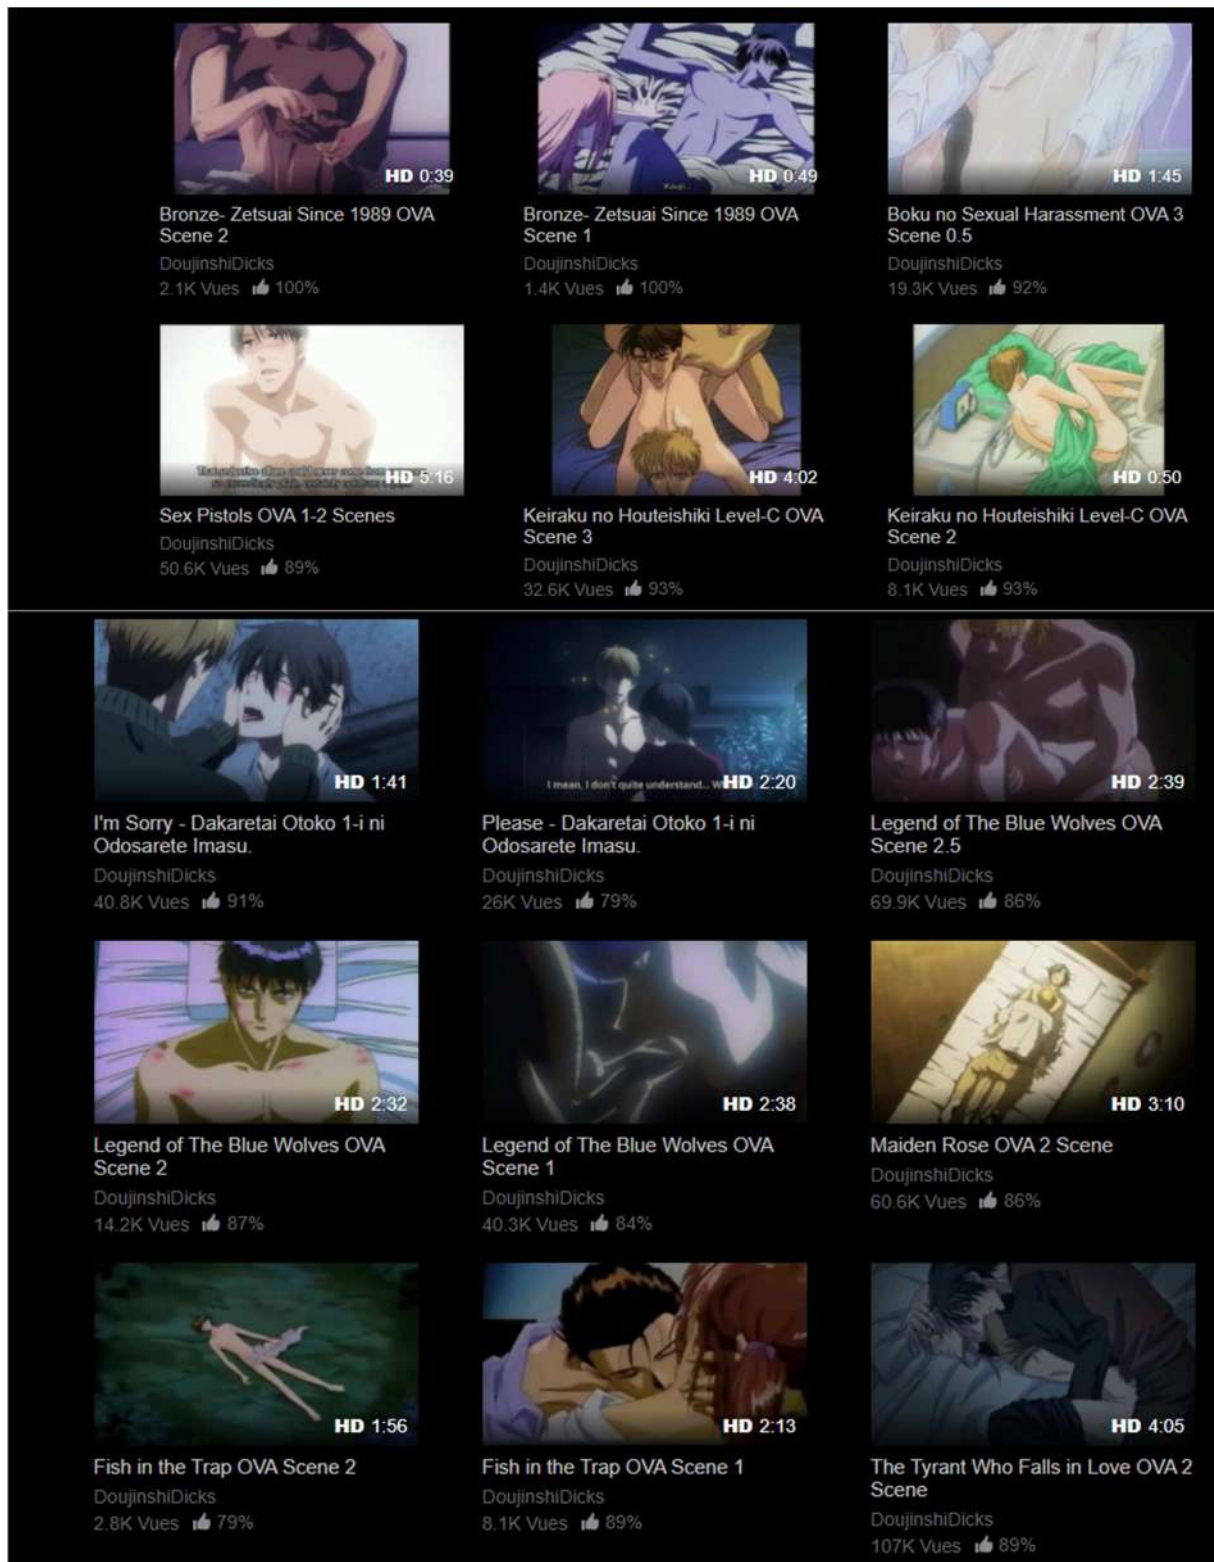 HD 0:39
HD 0:49
HD 1:45
Bronze- Zetsuai Since 1989 OVA
Scene 2
DoujinshiDicks
2.1K Vues 100%
Bronze- Zetsuai Since 1989 OVA
Scene 1
DoujinshiDicks
1.4K Vues 100%
Boku no Sexual Harassment OVA 3
Scene 0.5
DoujinshiDicks
19.3K Vues 92%
HD 5:16
HD 4:02
HD 0:50
Sex Pistols OVA 1-2 Scenes
DoujinshiDicks
50.6K Vues 89%
Keiraku no Houteishiki Level-C OVA
Scene 3
DoujinshiDicks
32.6K Vues 93%
Keiraku no Houteishiki Level-C OVA
Scene 2
DoujinshiDicks
8.1K Vues 93%
HD 1:41
I mean, I don't quite understand...
HD 2:20
HD 2:39
I'm Sorry - Dakaretai Otoko 1-i ni
Odosarete Imasu.
DoujinshiDicks
40.8K Vues 91%
Please - Dakaretai Otoko 1-i ni
Odosarete Imasu.
DoujinshiDicks
26K Vues 79%
Legend of The Blue Wolves OVA
Scene 2.5
DoujinshiDicks
69.9K Vues 86%
HD 2:32
HD 2:38
HD 3:10
Legend of The Blue Wolves OVA
Scene 2
DoujinshiDicks
14.2K Vues 87%
Legend of The Blue Wolves OVA
Scene 1
DoujinshiDicks
40.3K Vues 84%
Maiden Rose OVA 2 Scene
DoujinshiDicks
60.6K Vues 86%
HD 1:56
HD 2:13
HD 4:05
Fish in the Trap OVA Scene 2
DoujinshiDicks
2.8K Vues 79%
Fish in the Trap OVA Scene 1
DoujinshiDicks
8.1K Vues 89%
The Tyrant Who Falls in Love OVA 2
Scene
DoujinshiDicks
107K Vues 89%